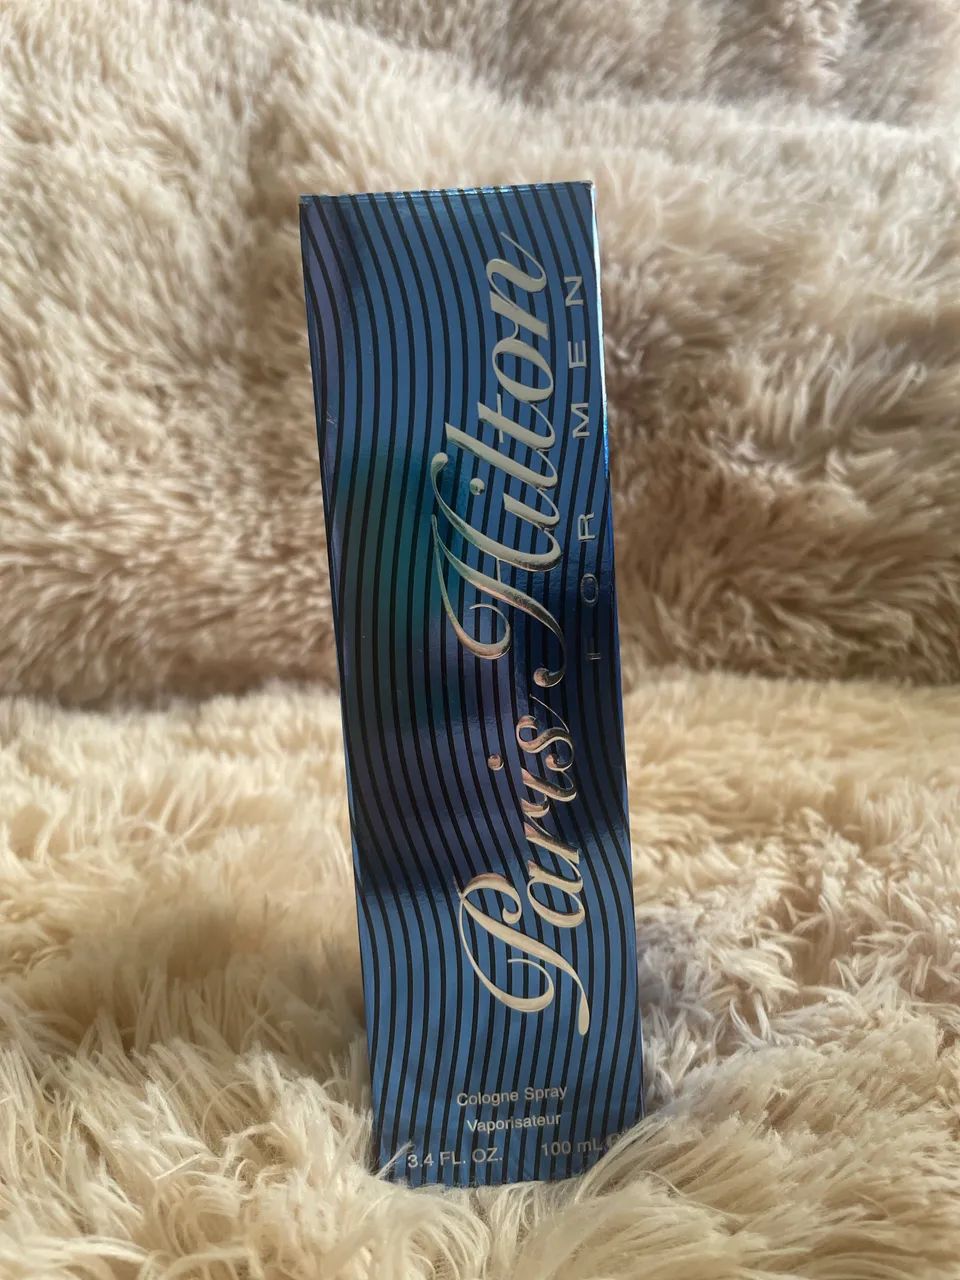 Paris Hilton
FOR MEN
Cologne Spray
Vaporisateur
3.4 FL. OZ. 100 mL